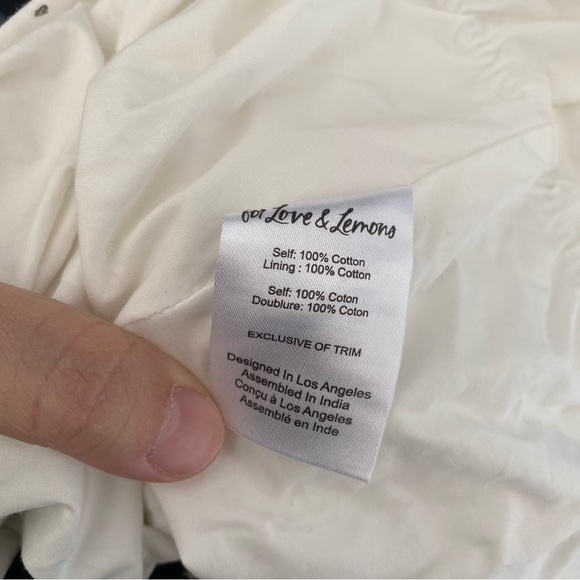 for Love & Lemons
Self: 100% Cotton
Lining : 100% Cotton
Self: 100% Coton
Doublure: 100% Coton
EXCLUSIVE OF TRIM
Designed In Los Angeles
Assembled In India
Conçu à Los Angeles
Assemblé en Inde